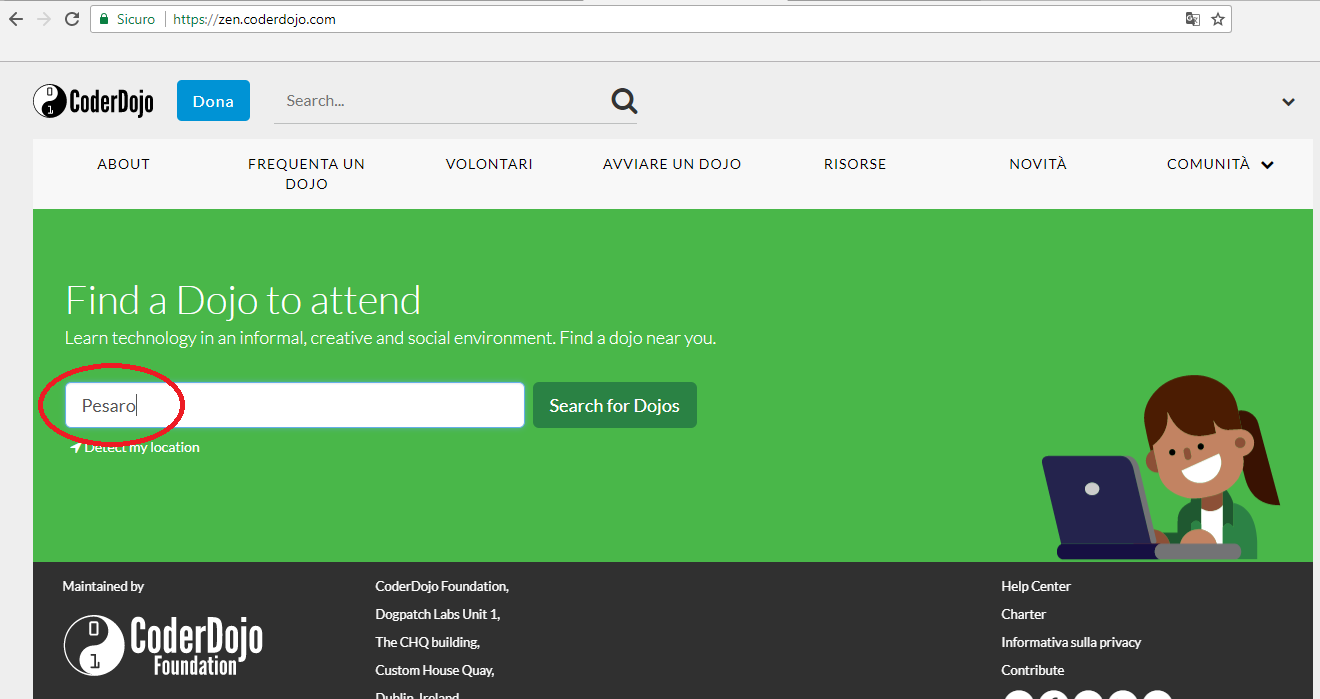 Sicuro https://zen.coderdojo.com
CoderDojo
Dona
Search...
ABOUT
FREQUENTA UN
DOJO
VOLONTARI
AVVIARE UN DOJO
RISORSE
NOVITÀ
COMUNITÀ
Find a Dojo to attend
Learn technology in an informal, creative and social environment. Find a dojo near you.
Pesaro
Search for Dojos
Detect my location
Maintained by
CoderDojo
Foundation
CoderDojo Foundation,
Dogpatch Labs Unit 1,
The CHQ building,
Custom House Quay,
Dublin, Ireland
Help Center
Charter
Informativa sulla privacy
Contribute